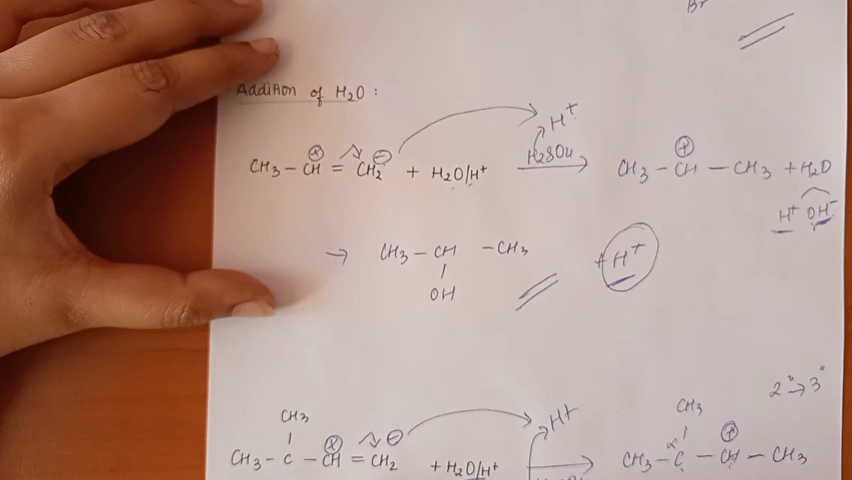 Br
Addition of H2O :
H+
CH3 – CH = CH2 + H2O/H+ H2SO4 → CH3 – CH – CH3 + H2O
⊕ ⊖ ⊕
H+ OH–
→ CH3 – CH – CH3 + H+
|
OH
2° → 3°
CH3 H+ CH3
| |
⊕ ⊖ ⊕
CH3 – C – CH = CH2 + H2O/H+ → CH3 – C – CH – CH3